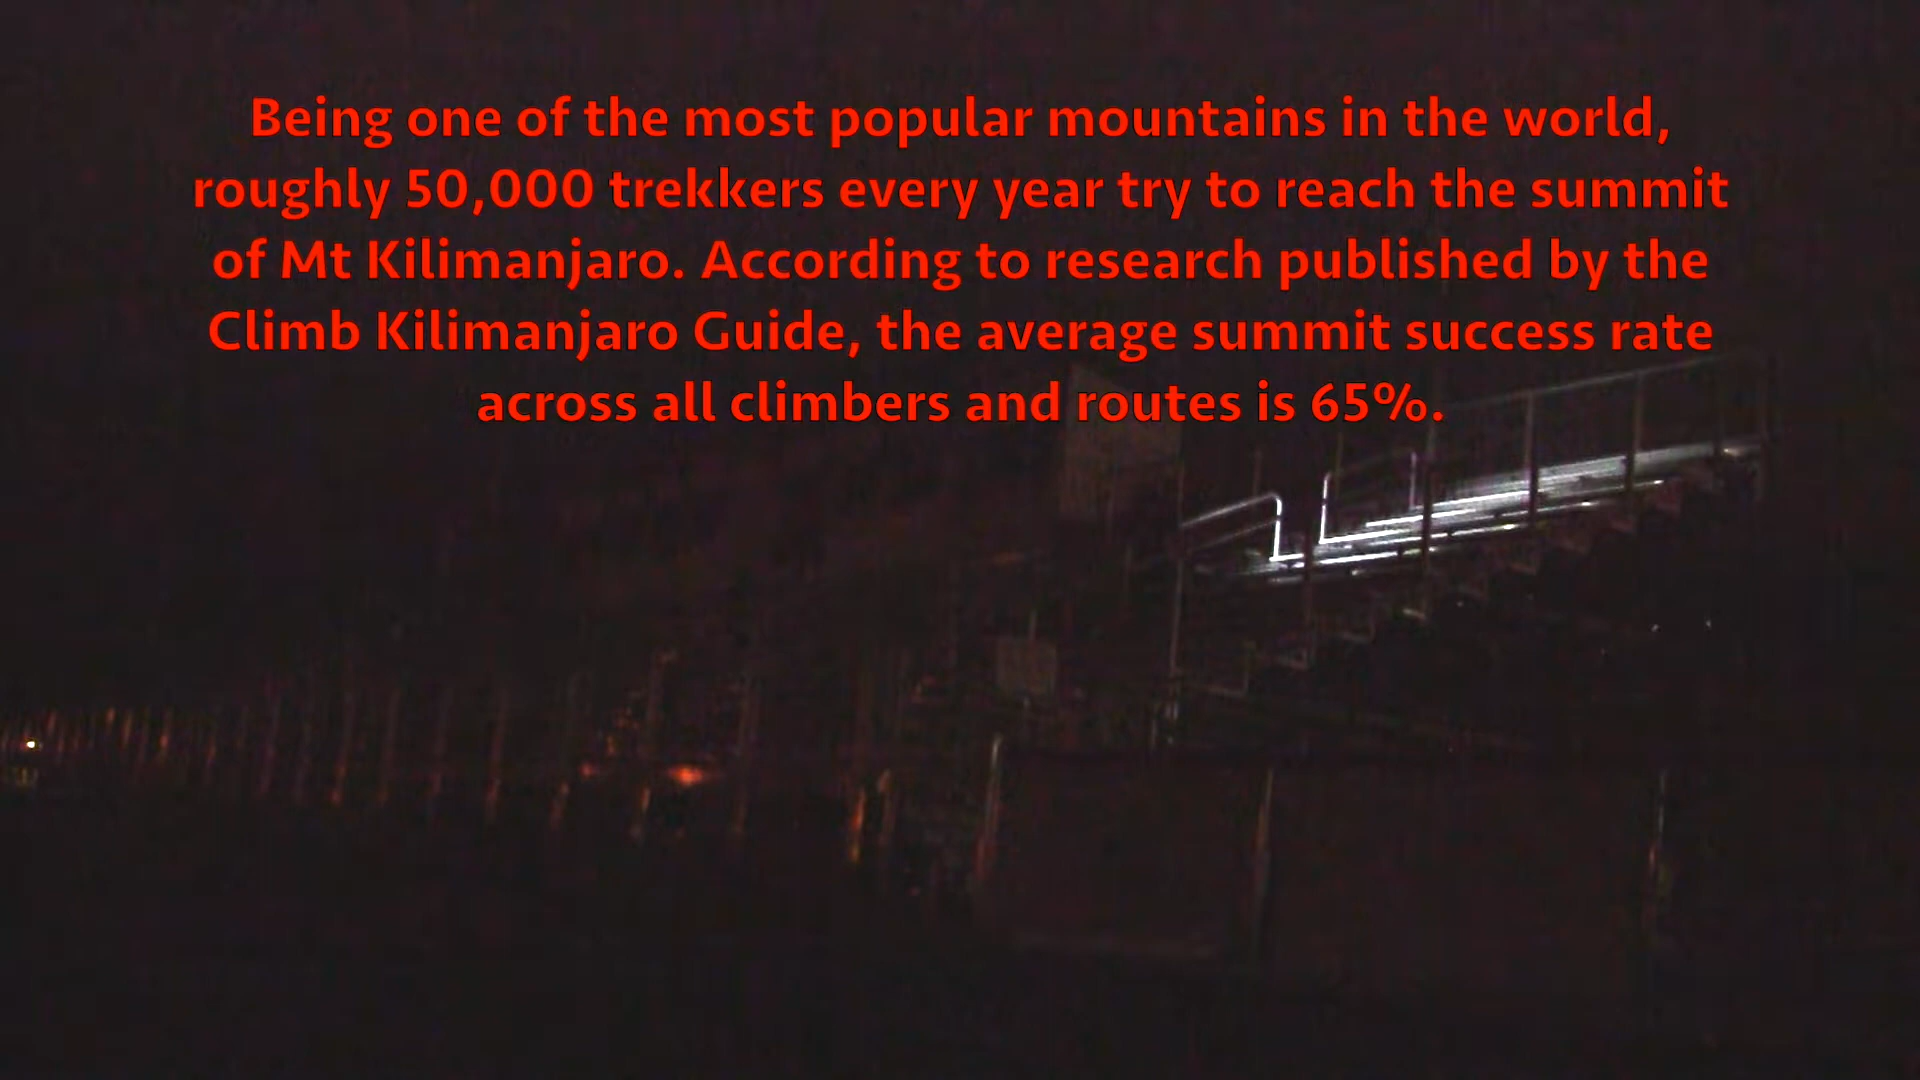 Being one of the most popular mountains in the world,
roughly 50,000 trekkers every year try to reach the summit
of Mt Kilimanjaro. According to research published by the
Climb Kilimanjaro Guide, the average summit success rate
across all climbers and routes is 65%.